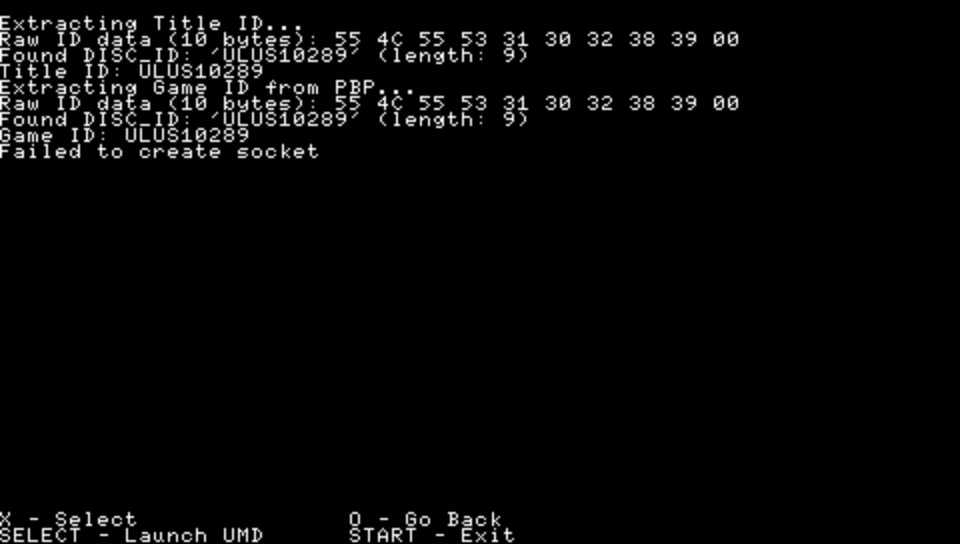 Extracting Title ID...
Raw ID data (10 bytes): 55 4C 55 53 31 30 32 38 39 00
Found DISC_ID: 'ULUS10289' (length: 9)
Title ID: ULUS10289
Extracting Game ID from PBP...
Raw ID data (10 bytes): 55 4C 55 53 31 30 32 38 39 00
Found DISC_ID: 'ULUS10289' (length: 9)
Game ID: ULUS10289
Failed to create socket
X - Select O - Go Back
SELECT - Launch UMD START - Exit